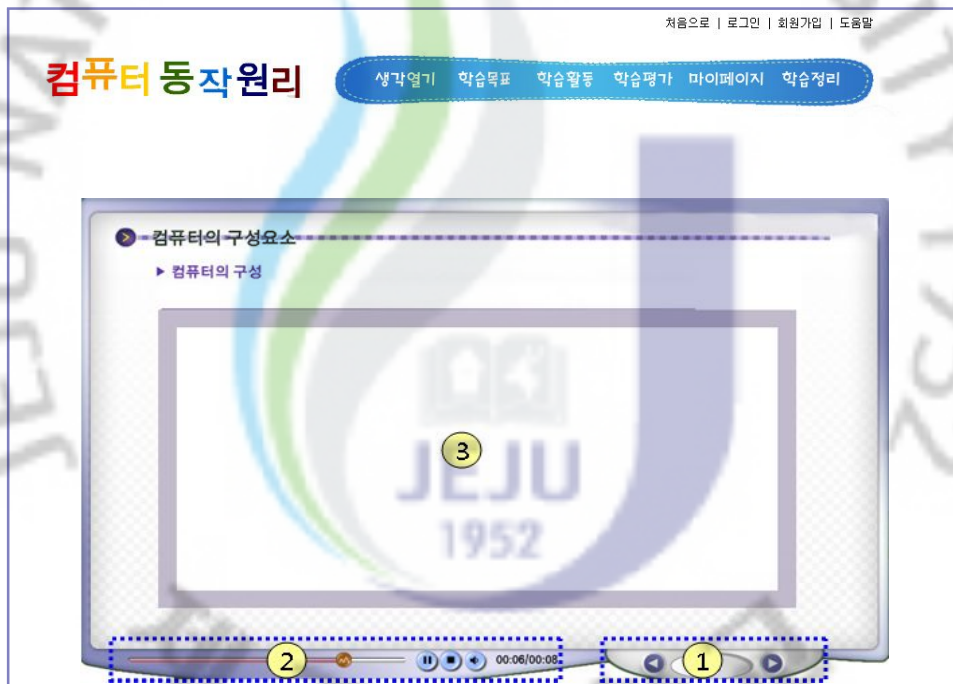 처음으로 | 로그인 | 회원가입 | 도움말
컴퓨터 동작원리
생각열기 학습목표 학습활동 학습평가 마이페이지 학습정리
컴퓨터의 구성요소
▶ 컴퓨터의 구성
3
JEJU
1952
2
00:06/00:08
1